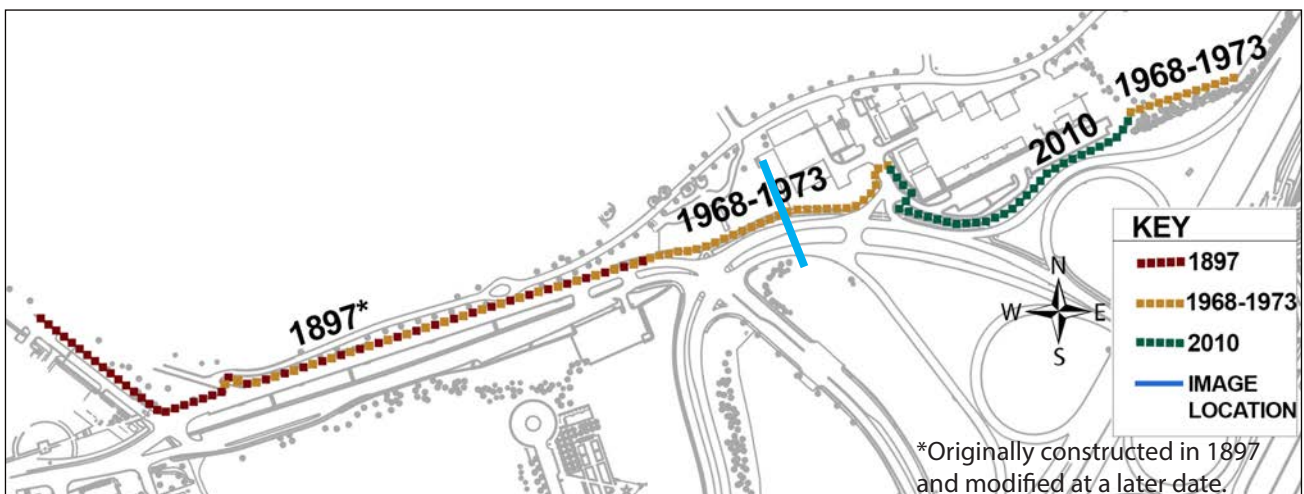 1968-1973
2010
1968-1973
1897*
KEY
1897
1968-1973
2010
IMAGE
LOCATION
N
W E
S
*Originally constructed in 1897
and modified at a later date.